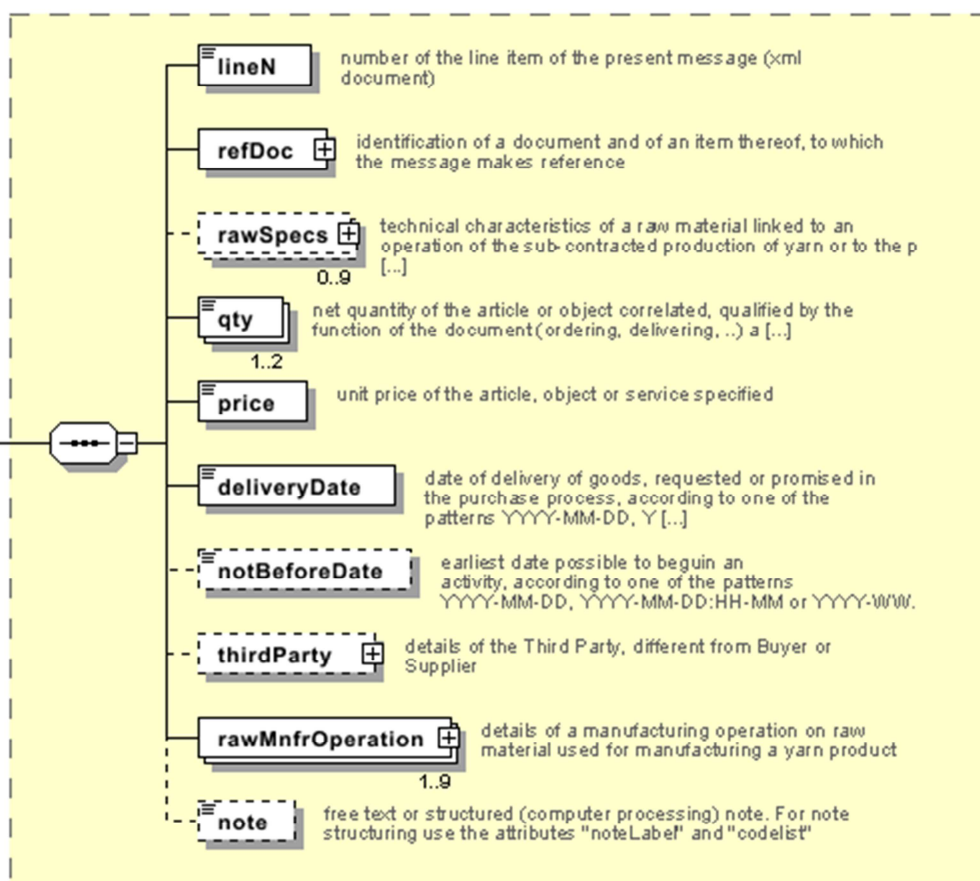 lineN
number of the line item of the present message (xml
document)
refDoc
identification of a document and of an item thereof, to which
the message makes reference
rawSpecs
technical characteristics of a raw material linked to an
operation of the sub-contracted production of yarn or to the p
[...]
0..9
qty
net quantity of the article or object correlated, qualified by the
function of the document(ordering, delivering, ..) a [...]
1..2
price
unit price of the article, object or service specified
deliveryDate
date of delivery of goods, requested or promised in
the purchase process, according to one of the
patterns YYYY-MM-DD, Y [...]
notBeforeDate
earliest date possible to beguin an
activity, according to one of the patterns
YYYY-MM-DD, YYYY-MM-DD:HH-MM or YYYY-WW.
thirdParty
details of the Third Party, different from Buyer or
Supplier
rawMnfrOperation
details of a manufacturing operation on raw
material used for manufacturing a yarn product
1..9
note
free text or structured (computer processing) note. For note
structuring use the attributes "noteLabel" and "codelist"